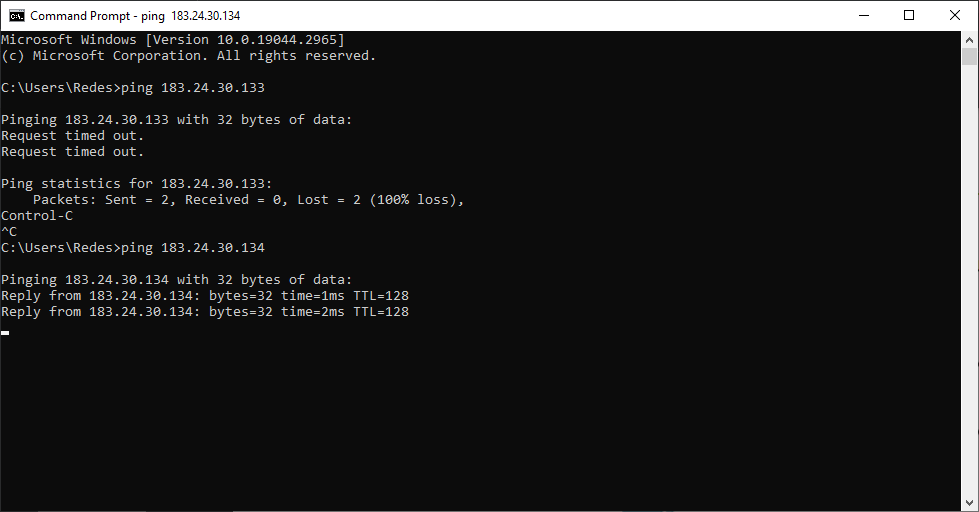 Command Prompt - ping  183.24.30.134
Microsoft Windows [Version 10.0.19044.2965]
(c) Microsoft Corporation. All rights reserved.
C:\Users\Redes>ping 183.24.30.133
Pinging 183.24.30.133 with 32 bytes of data:
Request timed out.
Request timed out.
Ping statistics for 183.24.30.133:
    Packets: Sent = 2, Received = 0, Lost = 2 (100% loss),
Control-C
^C
C:\Users\Redes>ping 183.24.30.134
Pinging 183.24.30.134 with 32 bytes of data:
Reply from 183.24.30.134: bytes=32 time=1ms TTL=128
Reply from 183.24.30.134: bytes=32 time=2ms TTL=128